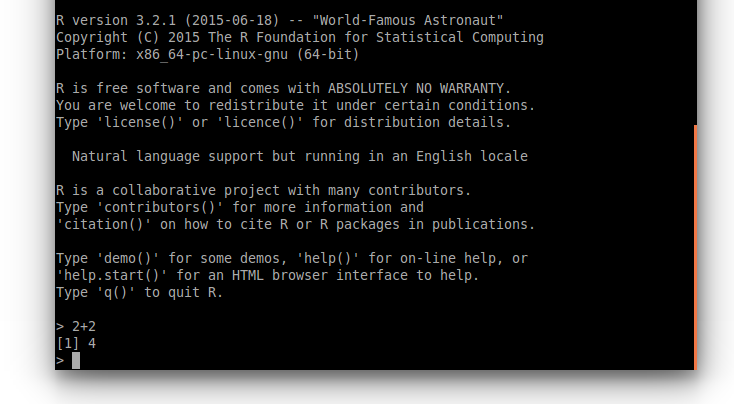 R version 3.2.1 (2015-06-18) -- "World-Famous Astronaut"
Copyright (C) 2015 The R Foundation for Statistical Computing
Platform: x86_64-pc-linux-gnu (64-bit)
R is free software and comes with ABSOLUTELY NO WARRANTY.
You are welcome to redistribute it under certain conditions.
Type 'license()' or 'licence()' for distribution details.
Natural language support but running in an English locale
R is a collaborative project with many contributors.
Type 'contributors()' for more information and
'citation()' on how to cite R or R packages in publications.
Type 'demo()' for some demos, 'help()' for on-line help, or
'help.start()' for an HTML browser interface to help.
Type 'q()' to quit R.
> 2+2
[1] 4
>